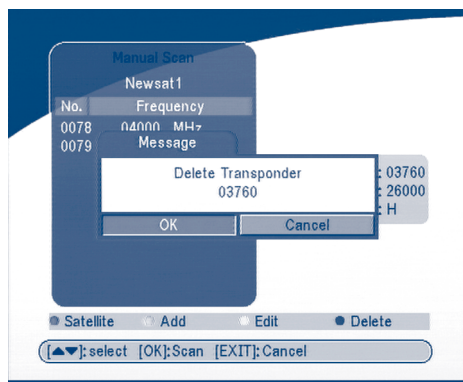 Manual Scan
Newsat1
No. Frequency
0078 04000 MHz
0079
Message
Delete Transponder
03760
OK Cancel
: 03760
: 26000
: H
Satellite Add Edit Delete
[▲▼]: select [OK]: Scan [EXIT]: Cancel